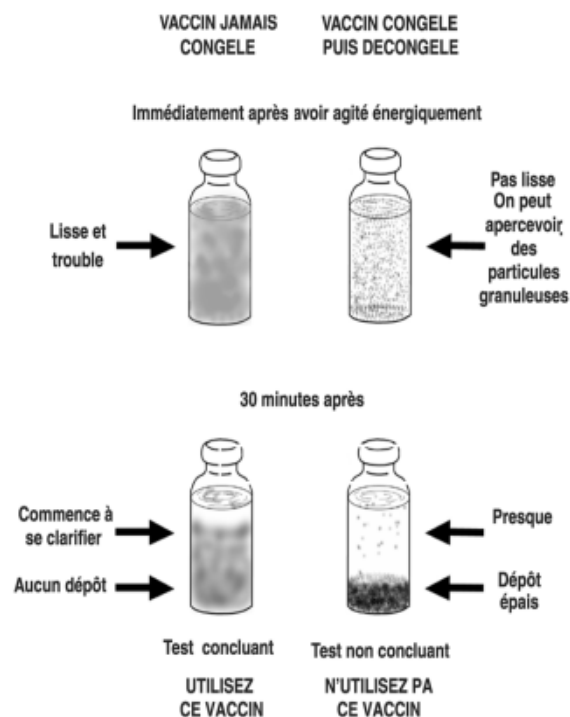 VACCIN JAMAIS
CONGELE
VACCIN CONGELE
PUIS DECONGELE
Immédiatement après avoir agité énergiquement
Lisse et
trouble
Pas lisse
On peut
apercevoir
des
particules
granuleuses
30 minutes après
Commence à
se clarifier
Aucun dépôt
Presque
Dépôt
épais
Test concluant
UTILISEZ
CE VACCIN
Test non concluant
N'UTILISEZ PA
CE VACCIN